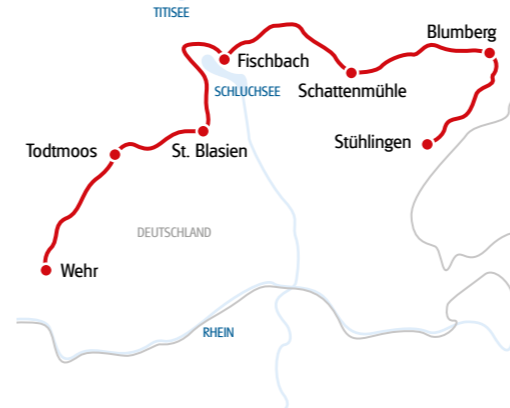 TITISEE
Blumberg
Fischbach
SCHLUCHSEE
Schattenmühle
Stühlingen
Todtmoos
St. Blasien
DEUTSCHLAND
Wehr
RHEIN